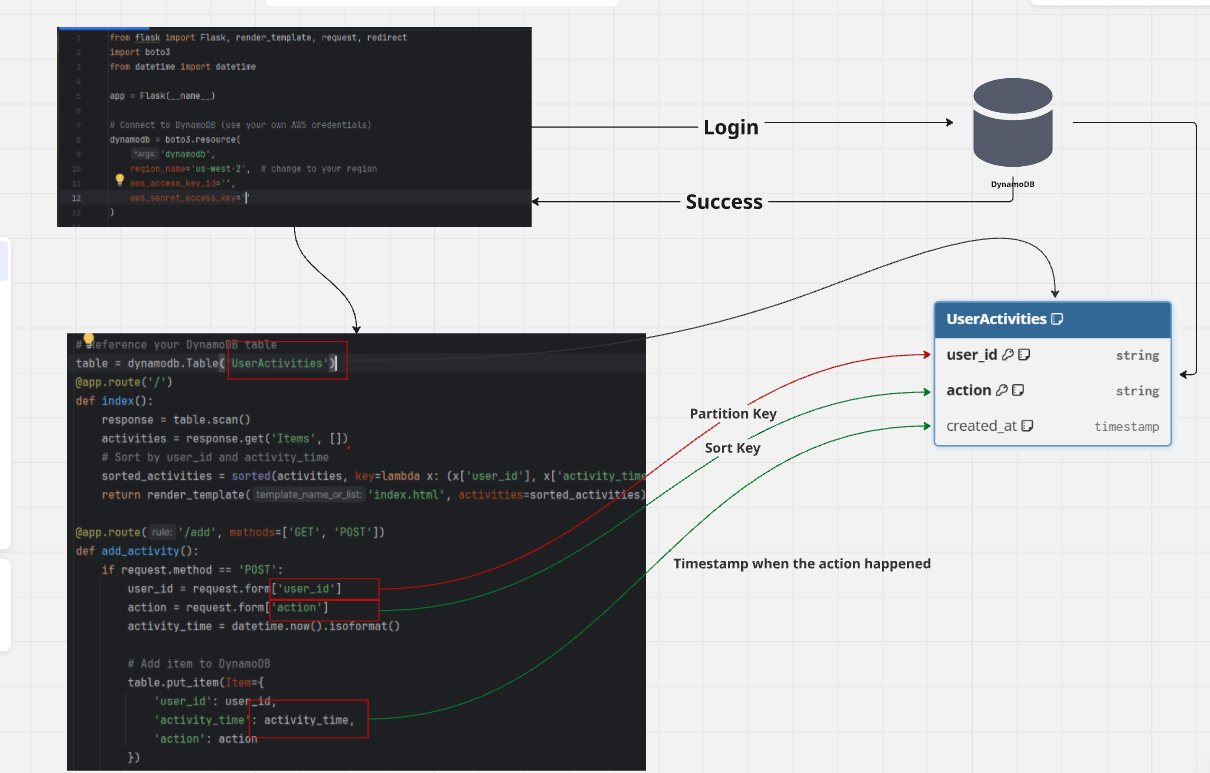 1 from flask import Flask, render_template, request, redirect
2 import boto3
3 from datetime import datetime
4
5 app = Flask(__name__)
6
7 # Connect to DynamoDB (use your own AWS credentials)
8 dynamodb = boto3.resource(
9 *args: 'dynamodb',
10 region_name='us-west-2', # change to your region
11 aws_access_key_id='',
12 aws_secret_access_key=''
13 )
Login
Success
DynamoDB
# Reference your DynamoDB table
table = dynamodb.Table('UserActivities')
@app.route('/')
def index():
response = table.scan()
activities = response.get('Items', [])
# Sort by user_id and activity_time
sorted_activities = sorted(activities, key=lambda x: (x['user_id'], x['activity_time
return render_template( template_name_or_list: 'index.html', activities=sorted_activities)
@app.route( rule: '/add', methods=['GET', 'POST'])
def add_activity():
if request.method == 'POST':
user_id = request.form['user_id']
action = request.form['action']
activity_time = datetime.now().isoformat()
# Add item to DynamoDB
table.put_item(Item={
'user_id': user_id,
'activity_time': activity_time,
'action': action
})
UserActivities
user_id string
action string
created_at timestamp
Partition Key
Sort Key
Timestamp when the action happened